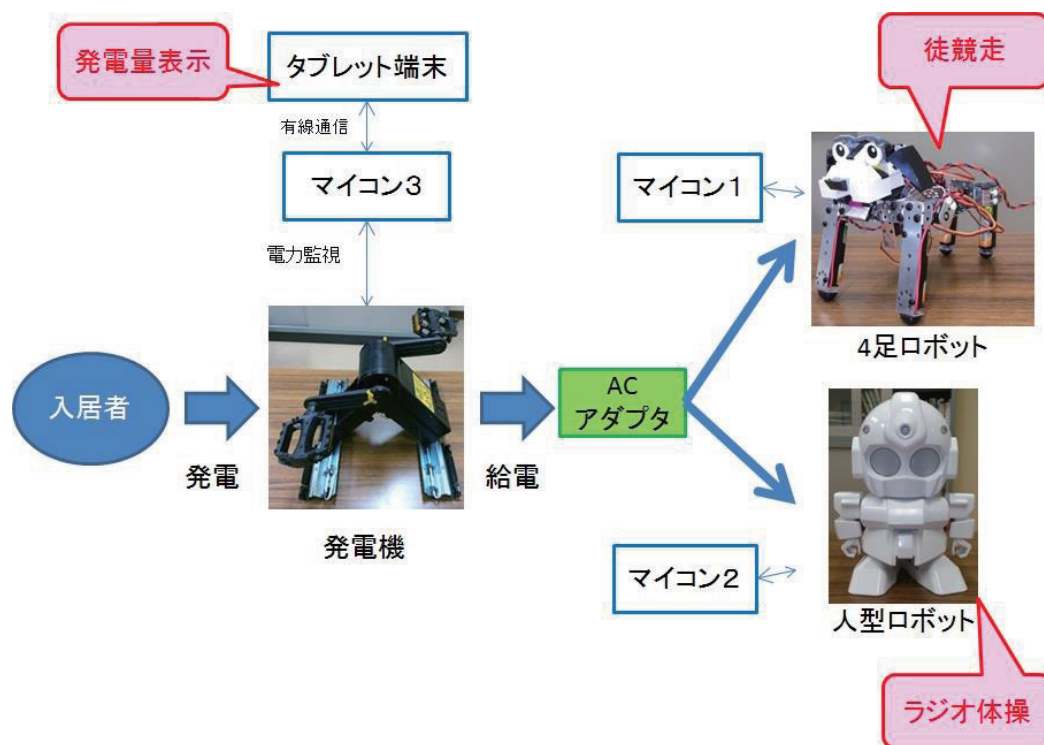 発電量表示
タブレット端末
有線通信
マイコン3
電力監視
入居者
発電
発電機
給電
AC
アダプタ
マイコン1
徒競走
4足ロボット
マイコン2
人型ロボット
ラジオ体操